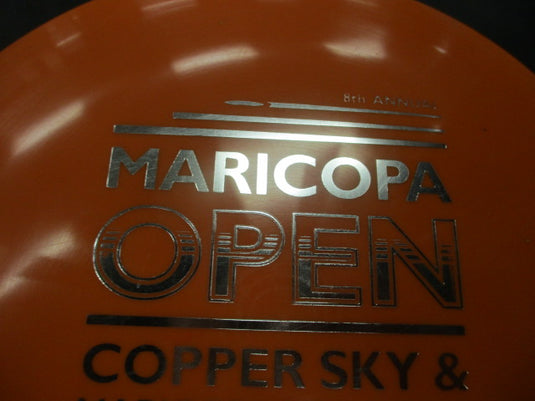 8th ANNUAL
MARICOPA
OPEN
COPPER SKY &